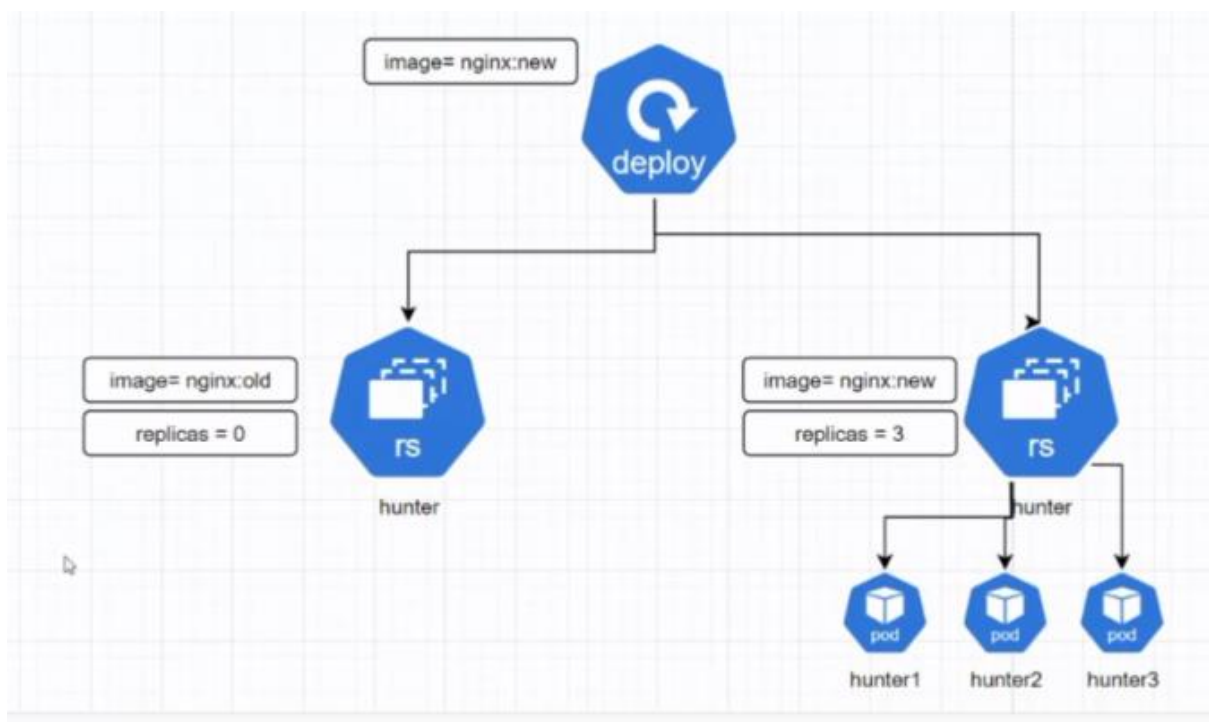 image= nginx:new
deploy
image= nginx:old
replicas = 0
rs
hunter
image= nginx:new
replicas = 3
rs
hunter
pod
hunter1
pod
hunter2
pod
hunter3